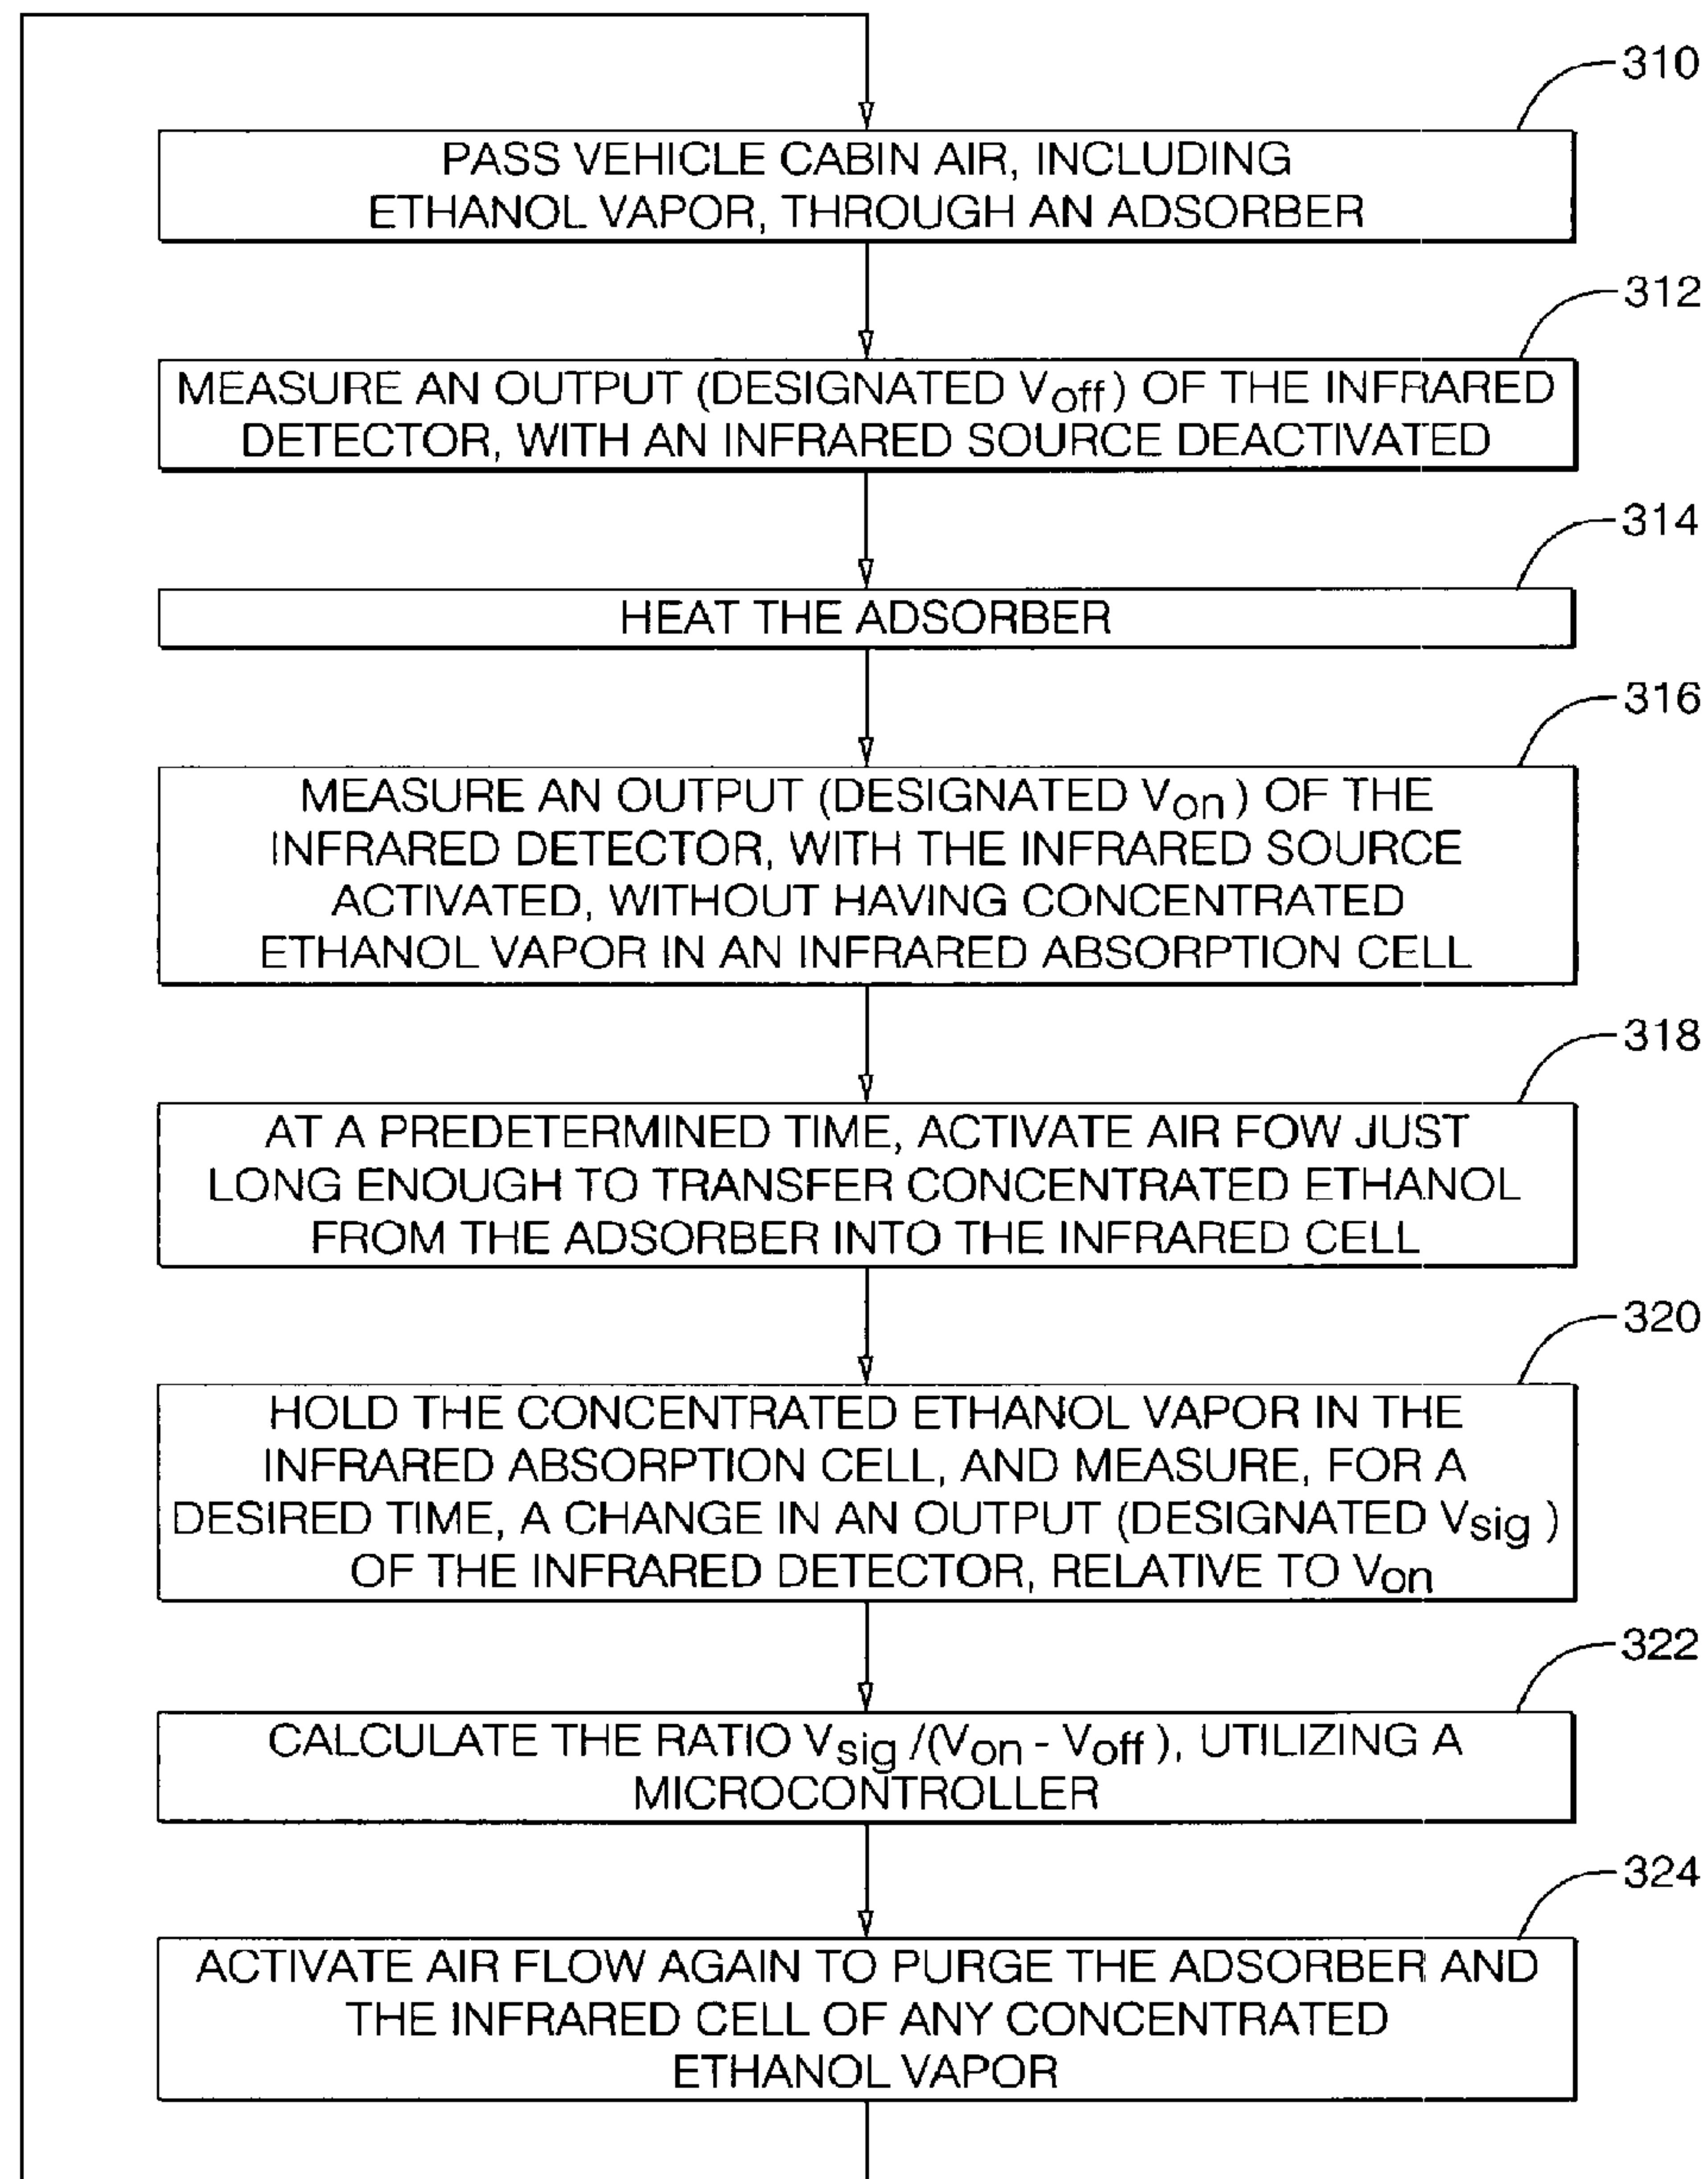 310
PASS VEHICLE CABIN AIR, INCLUDING
ETHANOL VAPOR, THROUGH AN ADSORBER
312
MEASURE AN OUTPUT (DESIGNATED Voff) OF THE INFRARED
DETECTOR, WITH AN INFRARED SOURCE DEACTIVATED
314
HEAT THE ADSORBER
316
MEASURE AN OUTPUT (DESIGNATED Von) OF THE
INFRARED DETECTOR, WITH THE INFRARED SOURCE
ACTIVATED, WITHOUT HAVING CONCENTRATED
ETHANOL VAPOR IN AN INFRARED ABSORPTION CELL
318
AT A PREDETERMINED TIME, ACTIVATE AIR FOW JUST
LONG ENOUGH TO TRANSFER CONCENTRATED ETHANOL
FROM THE ADSORBER INTO THE INFRARED CELL
320
HOLD THE CONCENTRATED ETHANOL VAPOR IN THE
INFRARED ABSORPTION CELL, AND MEASURE, FOR A
DESIRED TIME, A CHANGE IN AN OUTPUT (DESIGNATED Vsig)
OF THE INFRARED DETECTOR, RELATIVE TO Von
322
CALCULATE THE RATIO Vsig/(Von - Voff), UTILIZING A
MICROCONTROLLER
324
ACTIVATE AIR FLOW AGAIN TO PURGE THE ADSORBER AND
THE INFRARED CELL OF ANY CONCENTRATED
ETHANOL VAPOR